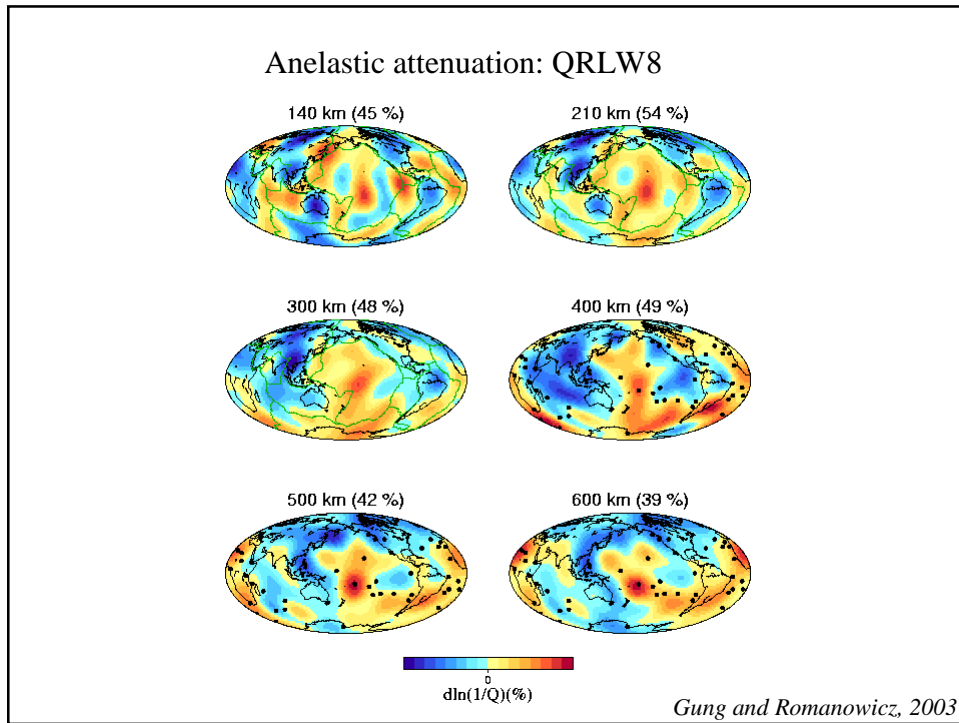 Anelastic attenuation: QRLW8
140 km (45 %)
210 km (54 %)
300 km (48 %)
400 km (49 %)
500 km (42 %)
600 km (39 %)
0
dln(1/Q)(%)
Gung and Romanowicz, 2003